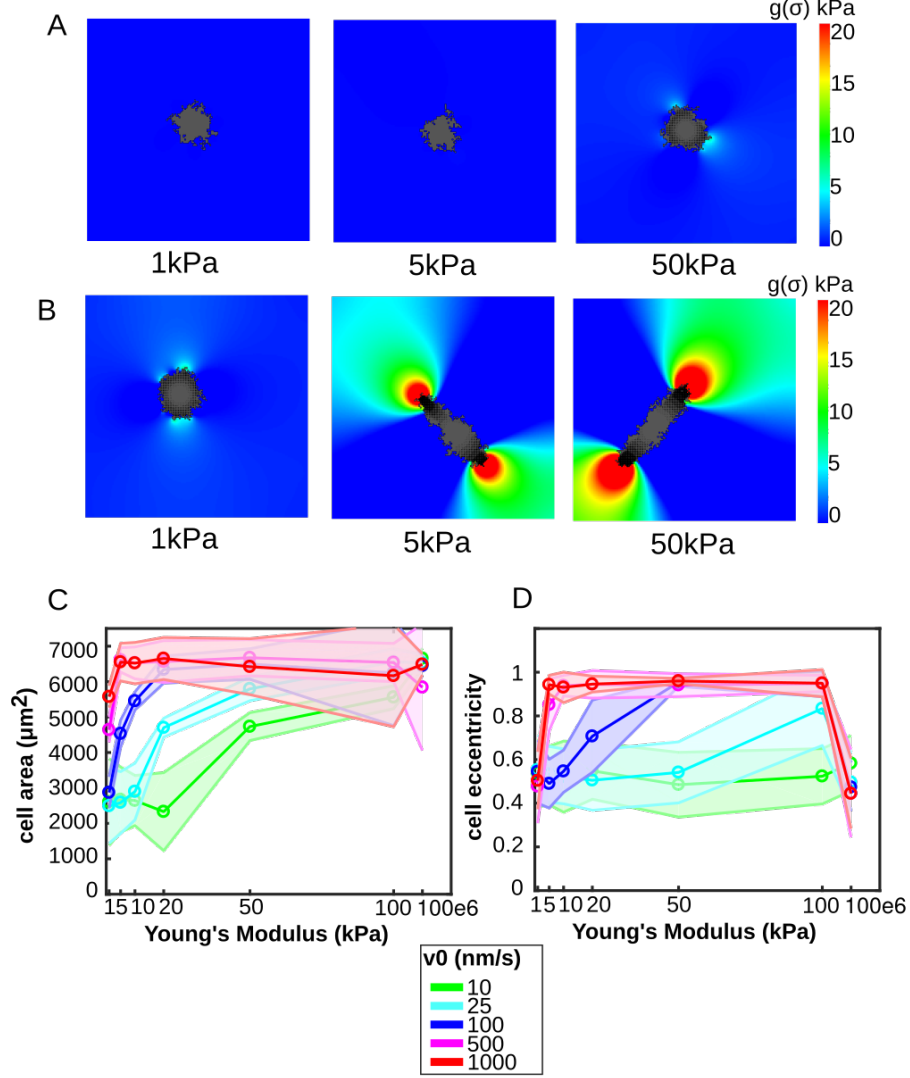 A
g(σ) kPa
20
15
10
5
0
1kPa
5kPa
50kPa
B
g(σ) kPa
20
15
10
5
0
1kPa
5kPa
50kPa
C
7000
6000
5000
4000
3000
2000
1000
0
cell area (µm²)
15 10 20 50 100 100e6
Young's Modulus (kPa)
D
1
0.8
0.6
0.4
0.2
0
cell eccentricity
15 10 20 50 100 100e6
Young's Modulus (kPa)
v0 (nm/s)
10
25
100
500
1000